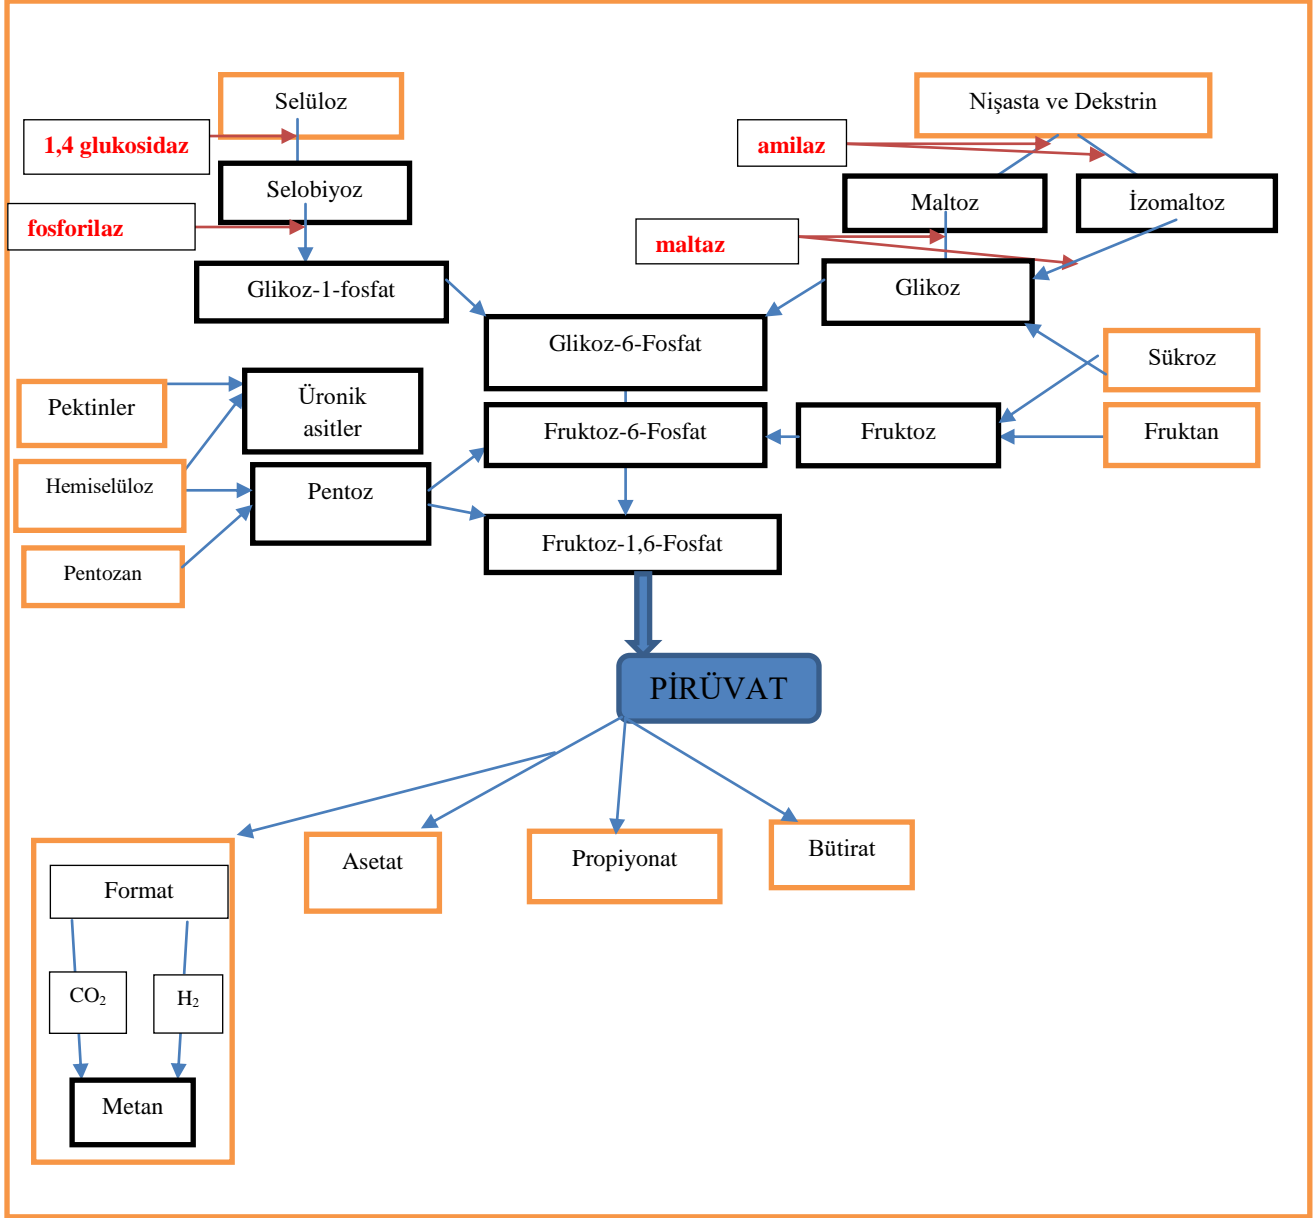 Selüloz
Nişasta ve Dekstrin
1,4 glukosidaz
amilaz
Selobiyoz
Maltoz
İzomaltoz
fosforilaz
maltaz
Glikoz-1-fosfat
Glikoz
Glikoz-6-Fosfat
Sükroz
Pektinler
Üronik
asitler
Fruktoz-6-Fosfat
Fruktoz
Fruktan
Hemiselüloz
Pentoz
Fruktoz-1,6-Fosfat
Pentozan
PİRÜVAT
Asetat
Propiyonat
Bütirat
Format
CO₂
H₂
Metan